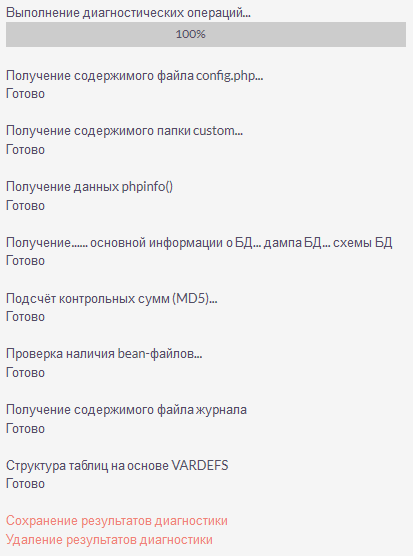 Выполнение диагностических операций...
100%
Получение содержимого файла config.php...
Готово
Получение содержимого папки custom...
Готово
Получение данных phpinfo()
Готово
Получение...... основной информации о БД... дампа БД... схемы БД
Готово
Подсчёт контрольных сумм (MD5)...
Готово
Проверка наличия bean-файлов...
Готово
Получение содержимого файла журнала
Готово
Структура таблиц на основе VARDEFS
Готово
Сохранение результатов диагностики
Удаление результатов диагностики